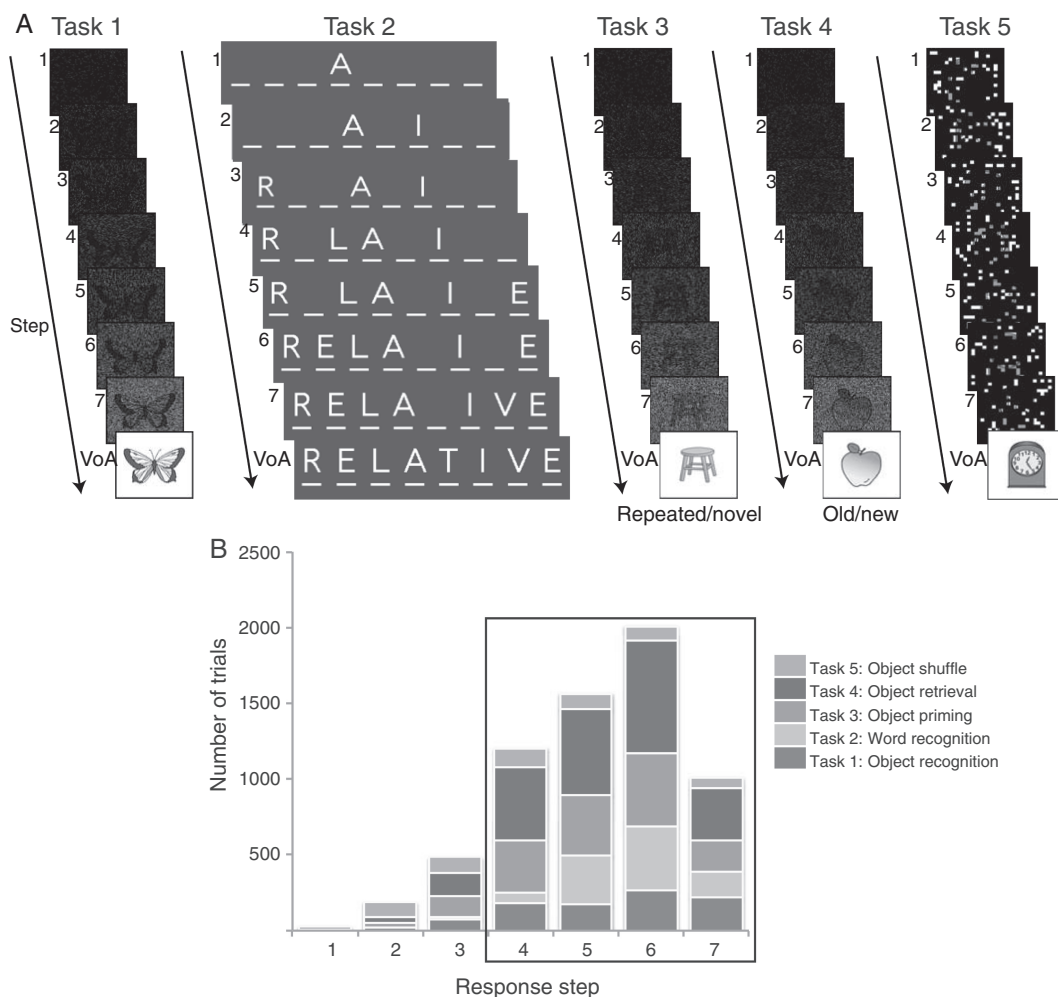 A
Task 1 Task 2 Task 3 Task 4 Task 5
Step
1
2
3
4
5
6
7
VoA
1
A
2
A I
3
R A I
4
R L A I
5
R L A I E
6
R E L A I E
7
R E L A I V E
VoA
R E L A T I V E
1
2
3
4
5
6
7
VoA
Repeated/novel
1
2
3
4
5
6
7
VoA
Old/new
1
2
3
4
5
6
7
VoA
B
Number of trials
2500
2000
1500
1000
500
1 2 3 4 5 6 7
Response step
Task 5: Object shuffle
Task 4: Object retrieval
Task 3: Object priming
Task 2: Word recognition
Task 1: Object recognition